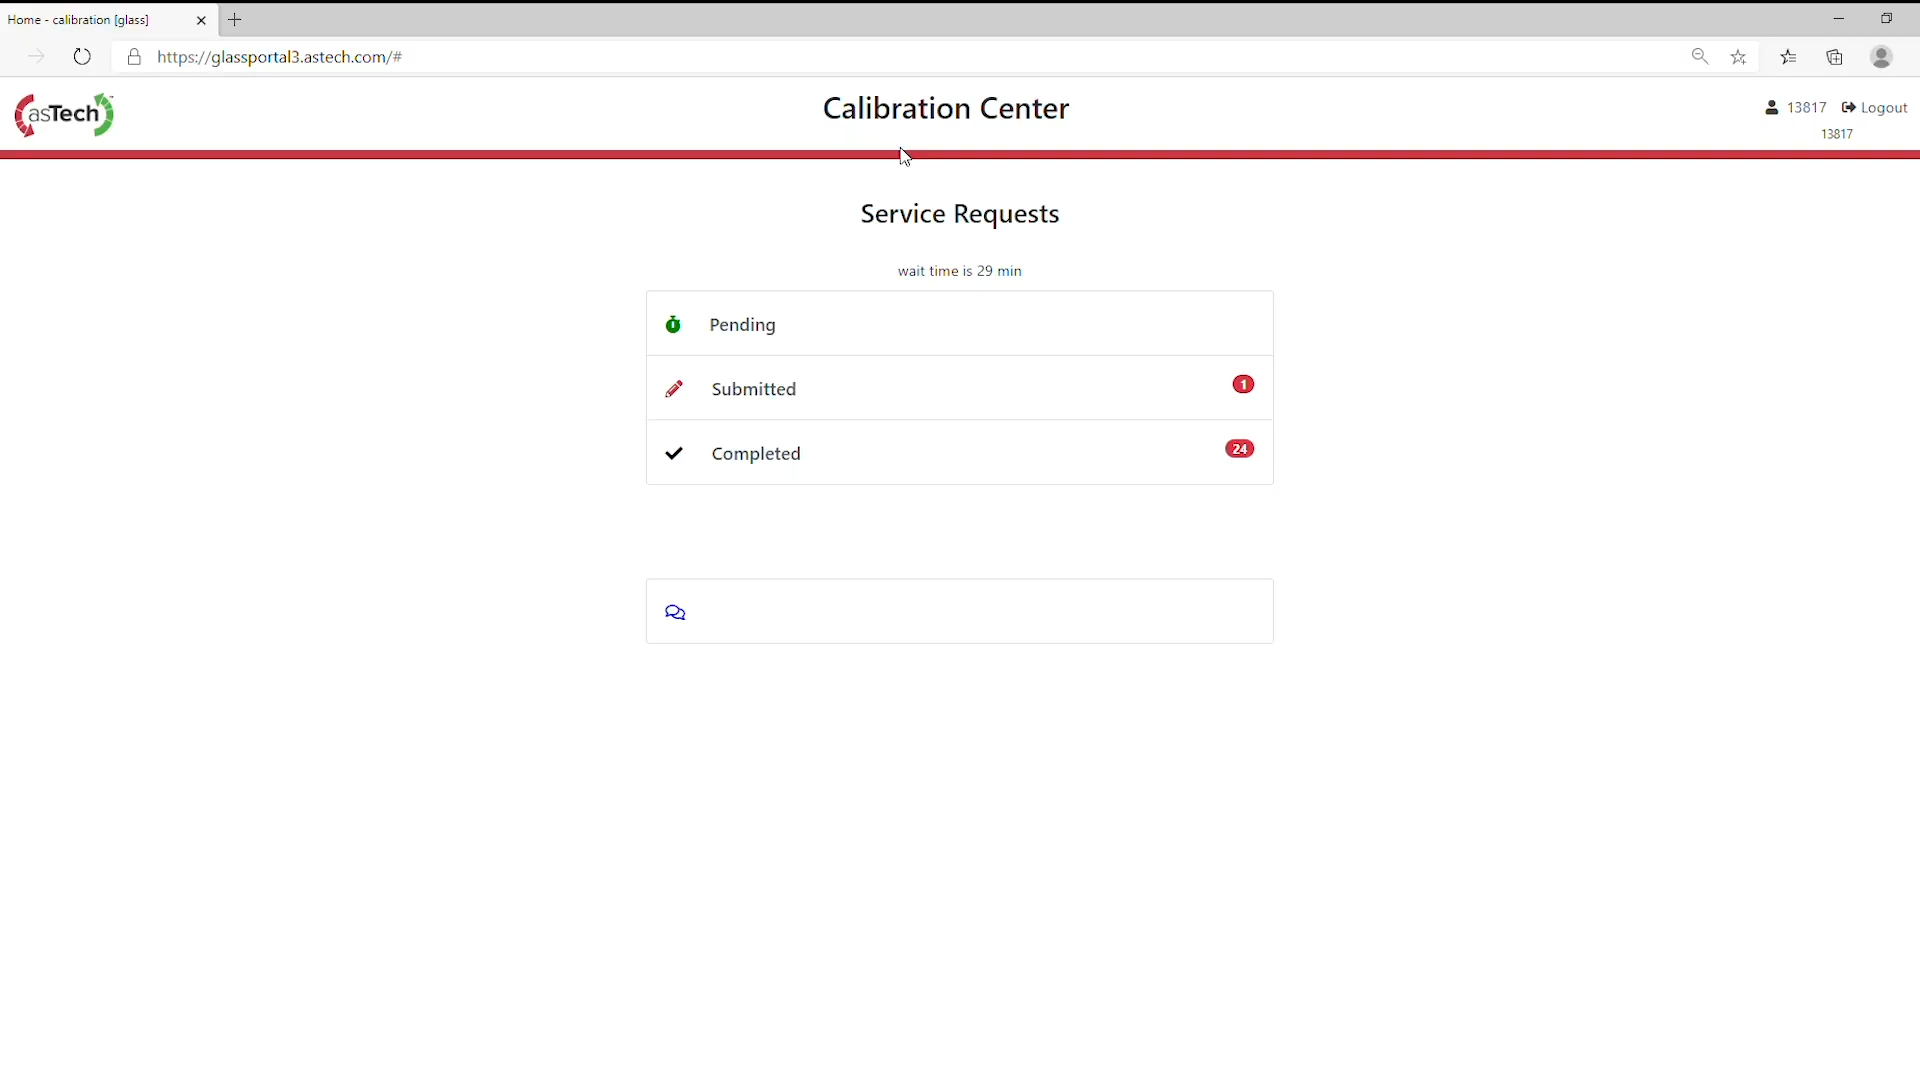 Home - calibration [glass]
https://glassportal3.astech.com/#
asTech
Calibration Center
13817 Logout
13817
Service Requests
wait time is 29 min
Pending
Submitted 1
Completed 24